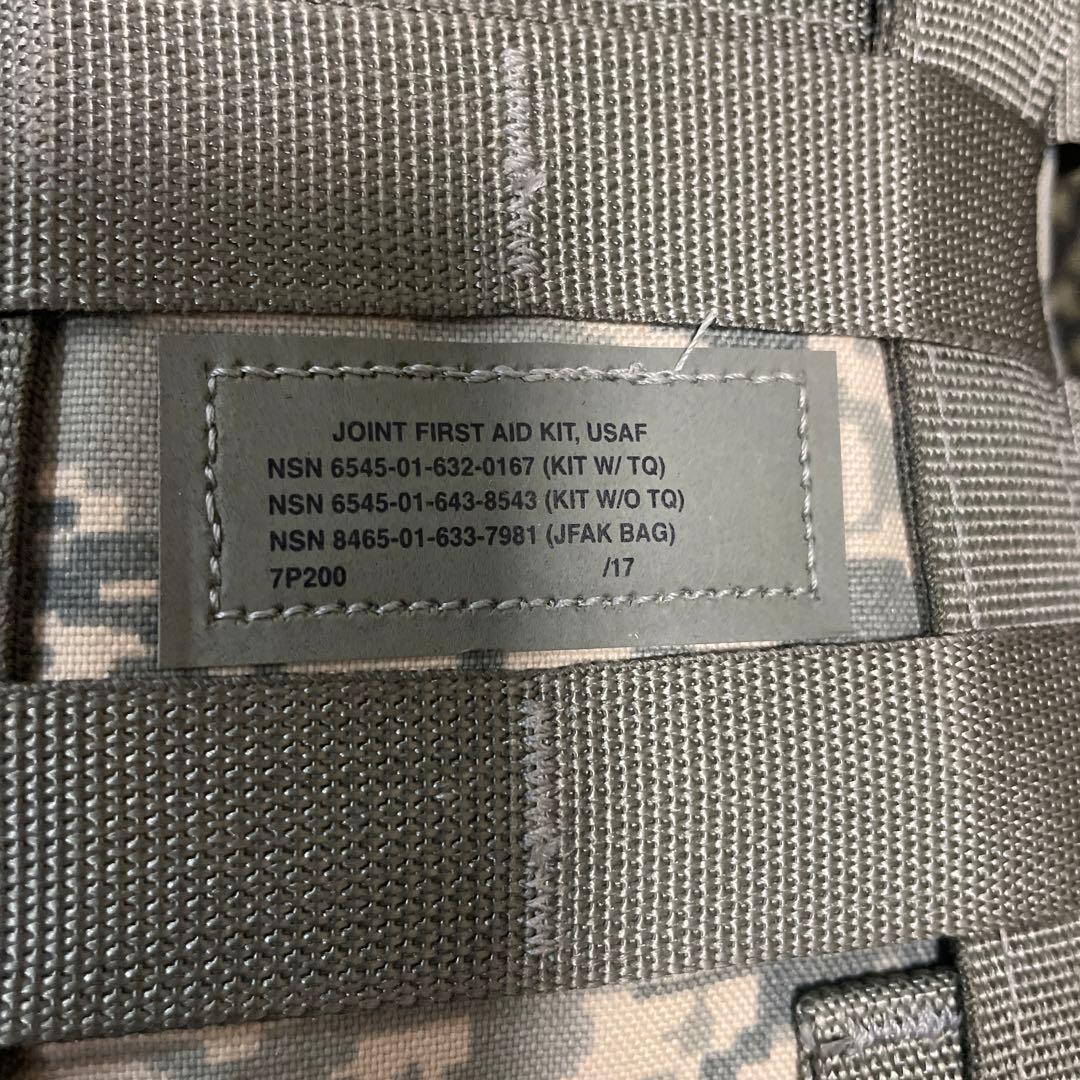 JOINT FIRST AID KIT, USAF
NSN 6545-01-632-0167 (KIT W/ TQ)
NSN 6545-01-643-8543 (KIT W/O TQ)
NSN 8465-01-633-7981 (JFAK BAG)
7P200 /17